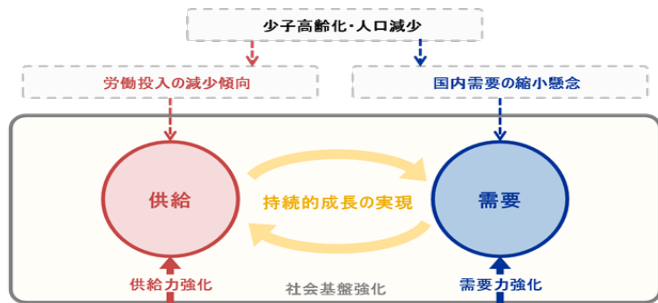 少子高齢化・人口減少
労働投入の減少傾向
国内需要の縮小懸念
供給
持続的成長の実現
需要
供給力強化
社会基盤強化
需要力強化